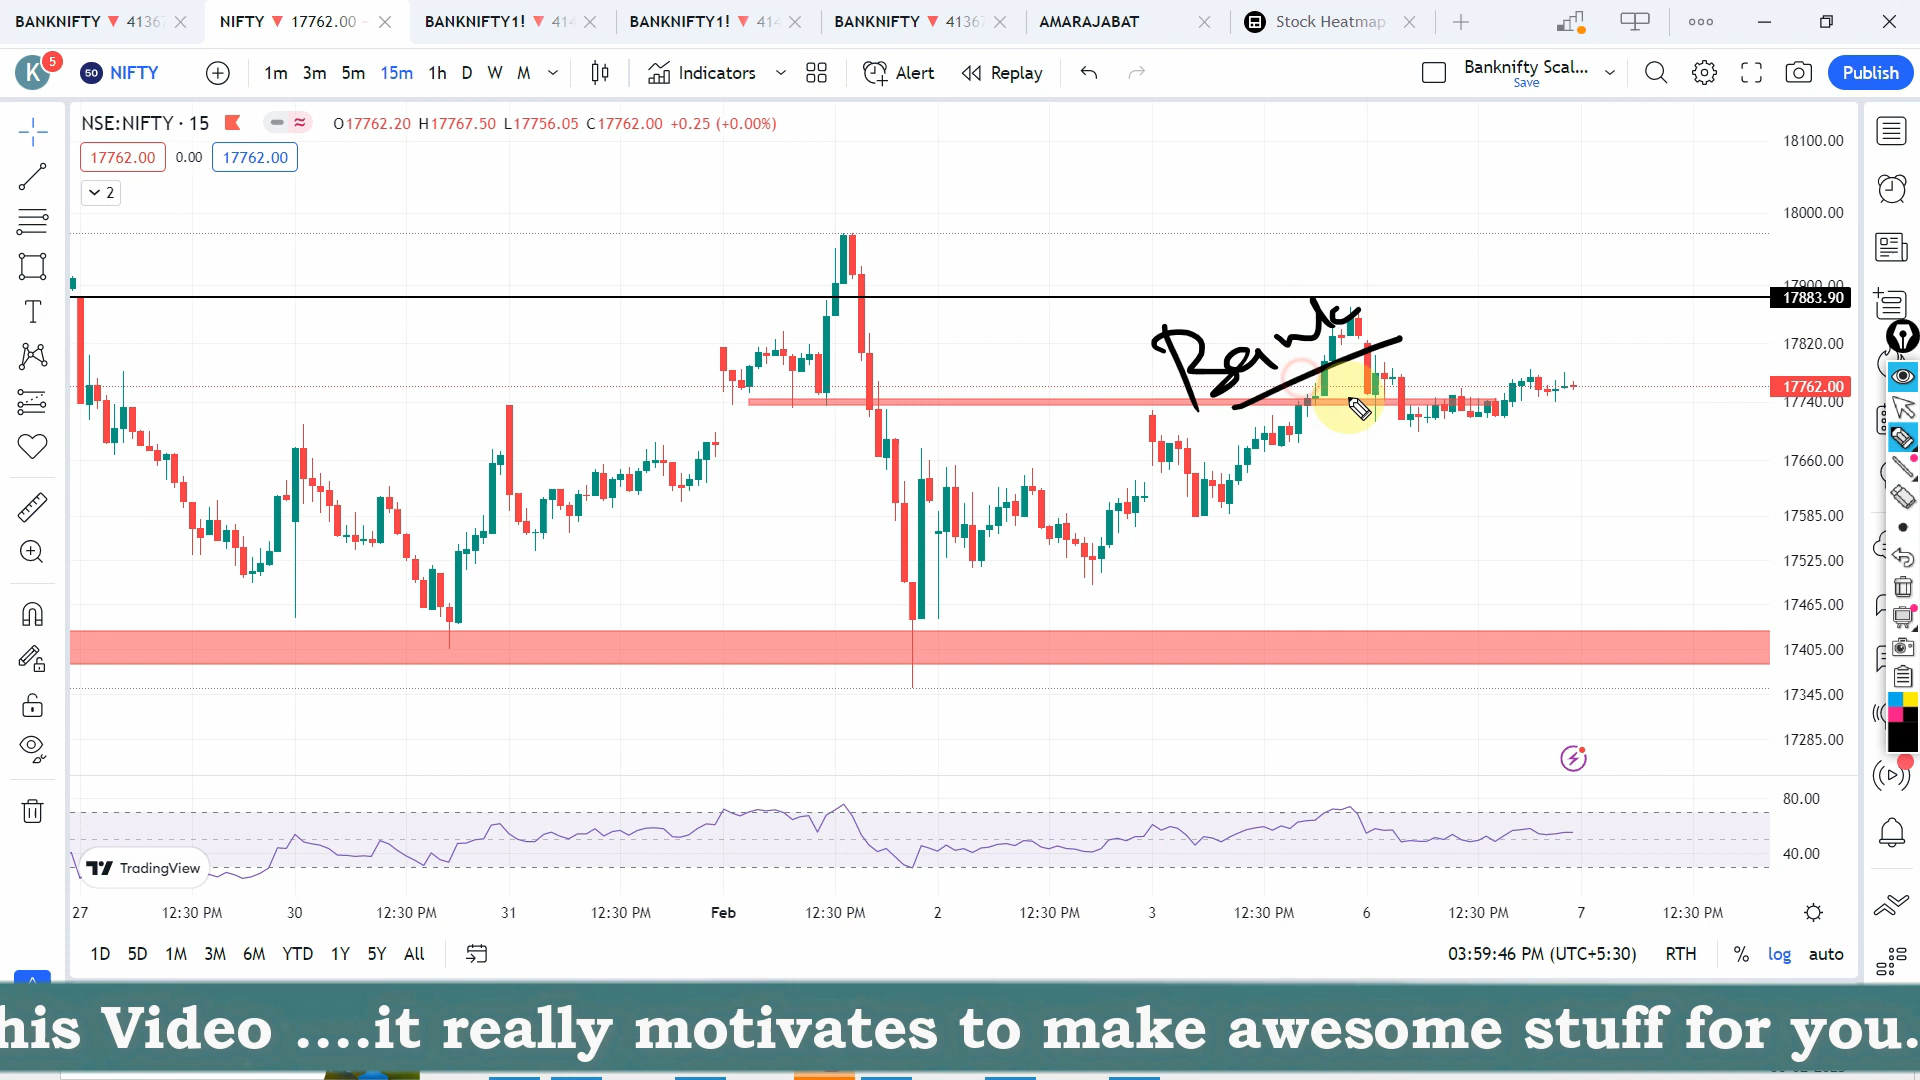 BANKNIFTY ▼ 4136
NIFTY ▼ 17762.00
BANKNIFTY1! ▼ 414
BANKNIFTY1! ▼ 414
BANKNIFTY ▼ 4136
AMARAJABAT
Stock Heatmap
K 5 50 NIFTY 1m 3m 5m 15m 1h D W M Indicators Alert Replay Banknifty Scal... Save Publish
NSE:NIFTY · 15 O17762.20 H17767.50 L17756.05 C17762.00 +0.25 (+0.00%)
17762.00 0.00 17762.00
2
18100.00
18000.00
17900.00
17883.90
17820.00
17762.00
17740.00
17660.00
17585.00
17525.00
17465.00
17405.00
17345.00
17285.00
80.00
40.00
Bank
TradingView
27 12:30 PM 30 12:30 PM 31 12:30 PM Feb 12:30 PM 2 12:30 PM 3 12:30 PM 6 12:30 PM 7 12:30 PM
1D 5D 1M 3M 6M YTD 1Y 5Y All 03:59:46 PM (UTC+5:30) RTH % log auto
his Video ....it really motivates to make awesome stuff for you.